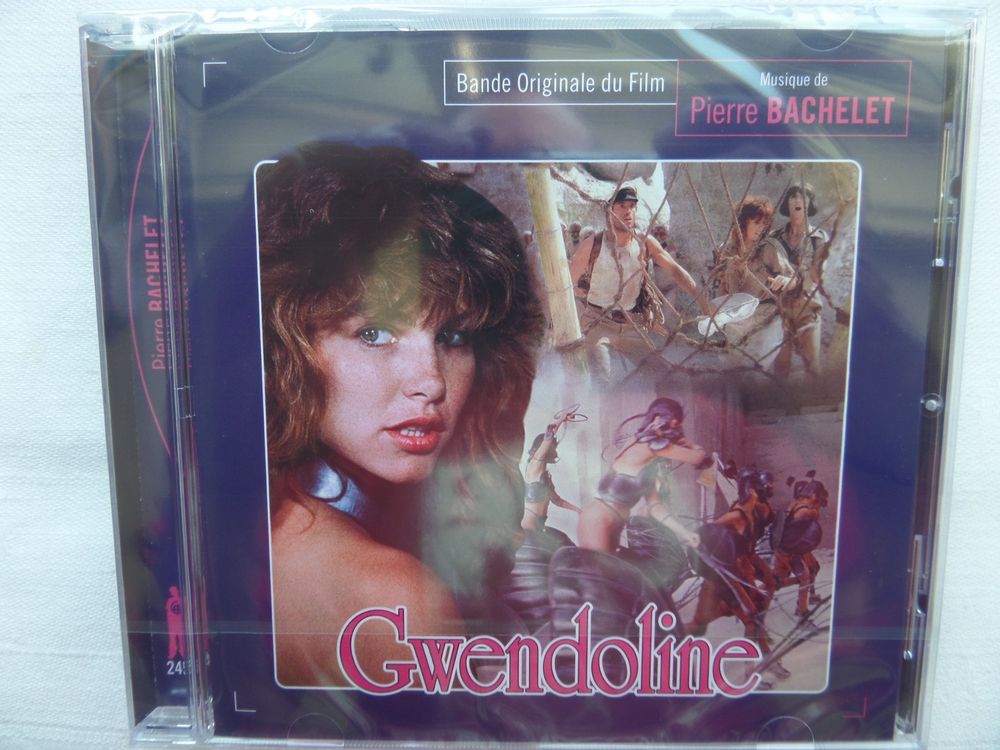 Bande Originale du Film
Musique de
Pierre BACHELET
Pierre BACHELET
Gwendoline